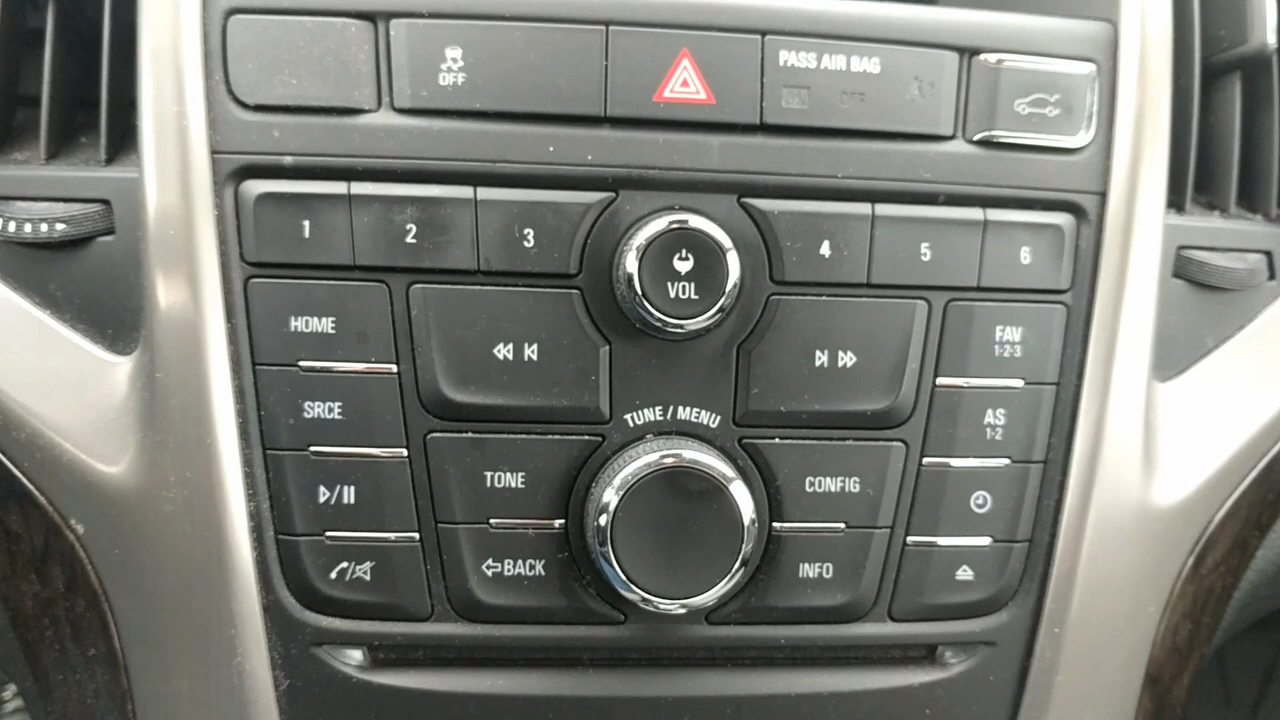 OFF
PASS AIR BAG
OFF
1
2
3
VOL
4
5
6
HOME
FAV
1-2-3
SRCE
TUNE / MENU
AS
1-2
TONE
CONFIG
BACK
INFO